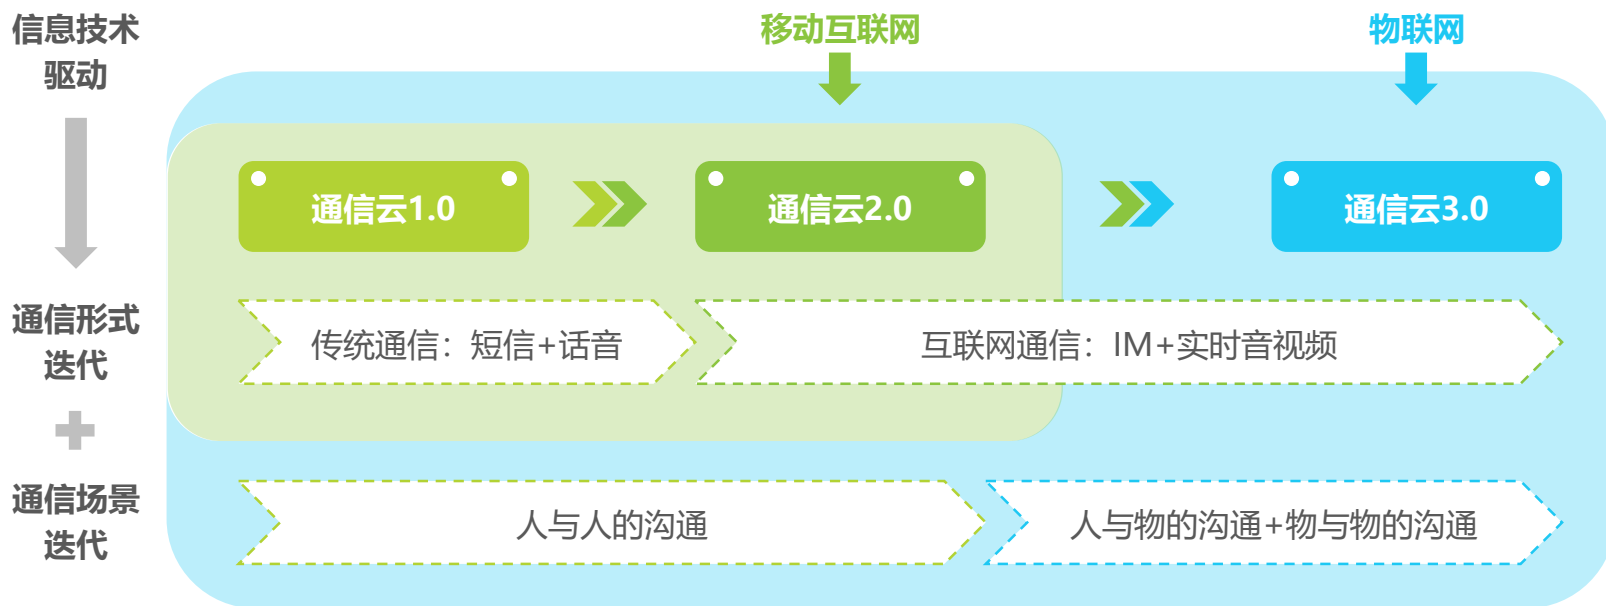 信息技术
驱动
移动互联网
物联网
通信云1.0
通信云2.0
通信云3.0
通信形式
迭代
传统通信：短信+话音
互联网通信：IM+实时音视频
通信场景
迭代
人与人的沟通
人与物的沟通+物与物的沟通